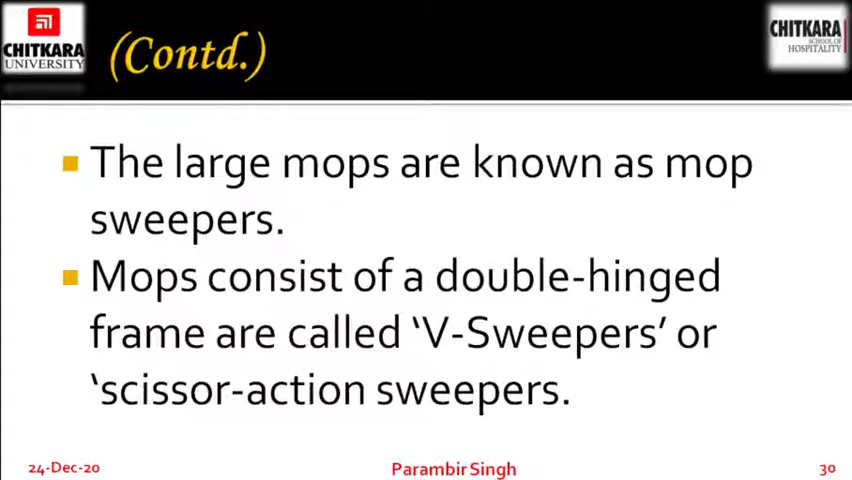 CHITKARA
UNIVERSITY
(Contd.)
CHITKARA
SCHOOL OF
HOSPITALITY
The large mops are known as mop
sweepers.
Mops consist of a double-hinged
frame are called ‘V-Sweepers’ or
‘scissor-action sweepers.
24-Dec-20
Parambir Singh
30